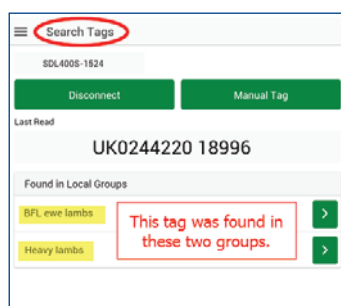 Search Tags
SDL400S-1524
Disconnect
Manual Tag
Last Read
UK0244220 18996
Found in Local Groups
BFL ewe lambs
Heavy lambs
This tag was found in
these two groups.